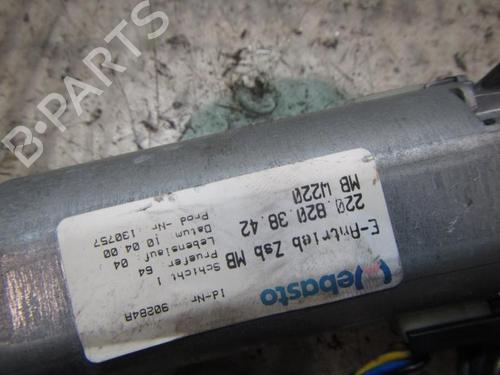 B-PARTS
Webasto
E-Antrieb Zsb MB
220.820.38.42
MB W220
Id-Nr 90284A
Schicht 1
Pruefer 64
Lebenslauf 04
Datum 10 04 00
Prod-Nr 130757